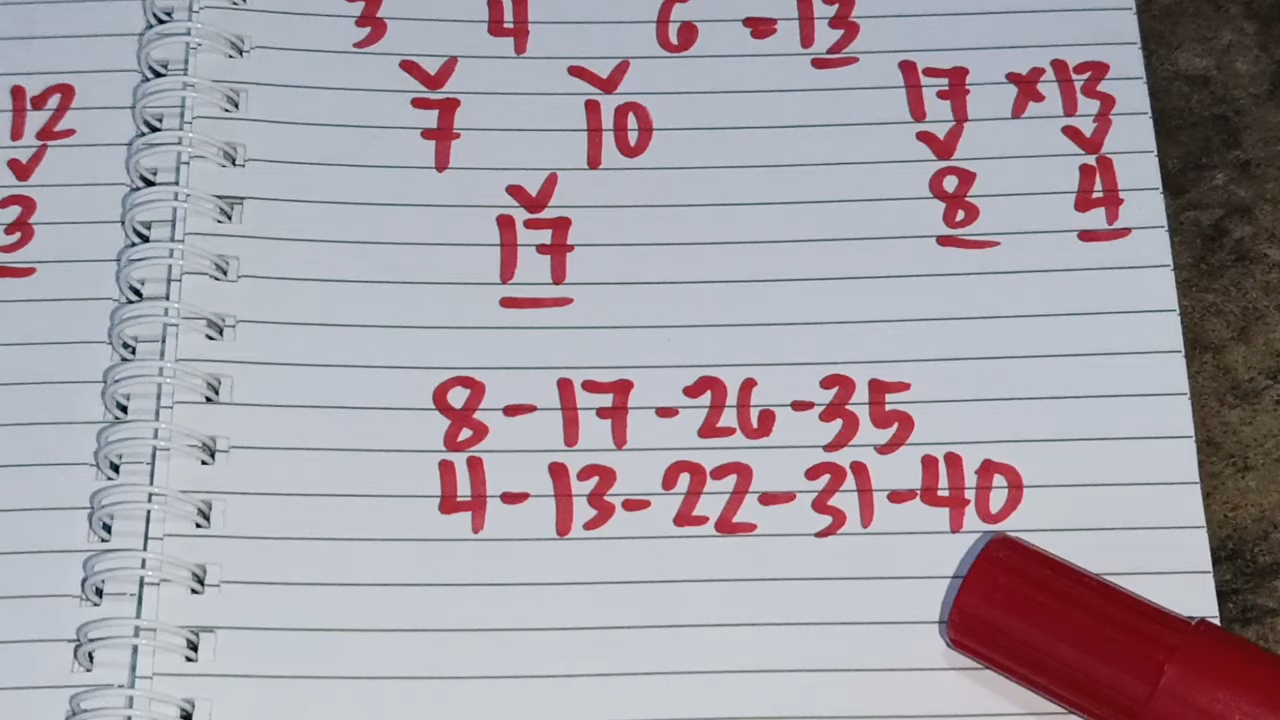 3 4 6 = 13
7 10
17
12
3
17 x 13
8 4
8 - 17 - 26 - 35
4 - 13 - 22 - 31 - 40